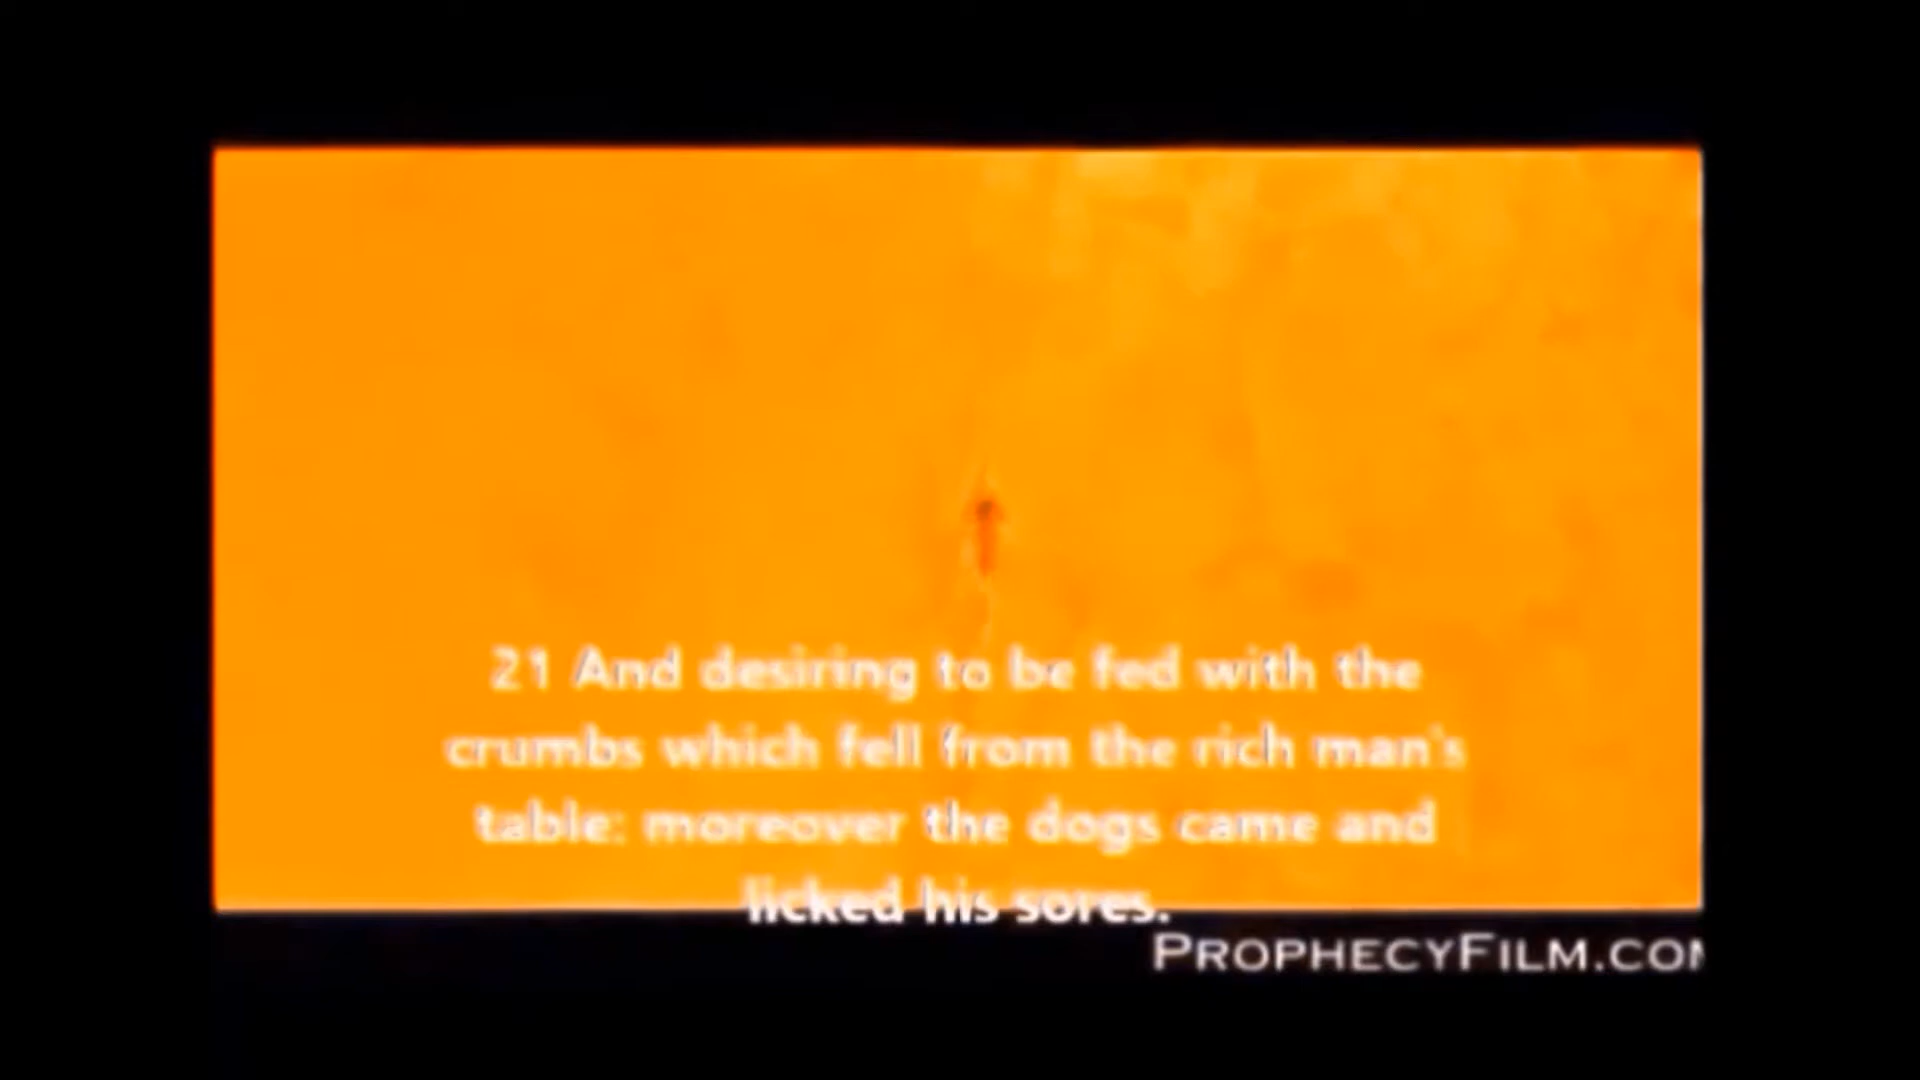 21 And desiring to be fed with the
crumbs which fell from the rich man's
table: moreover the dogs came and
licked his sores.
PROPHECYFILM.COM